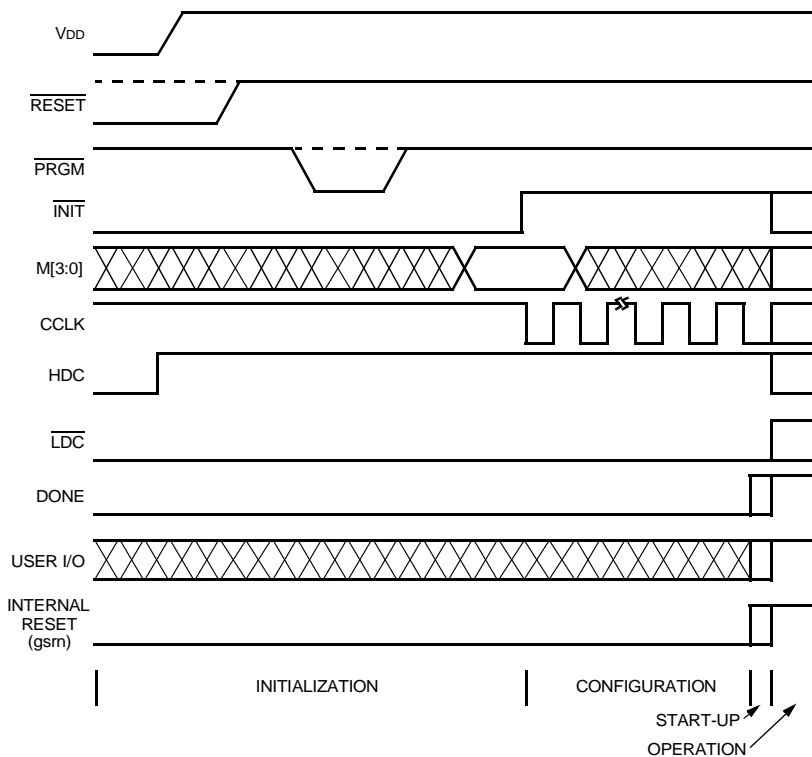 VDD
RESET
PRGM
INIT
M[3:0]
CCLK
HDC
LDC
DONE
USER I/O
INTERNAL
RESET
(gsrn)
INITIALIZATION
CONFIGURATION
START-UP
OPERATION